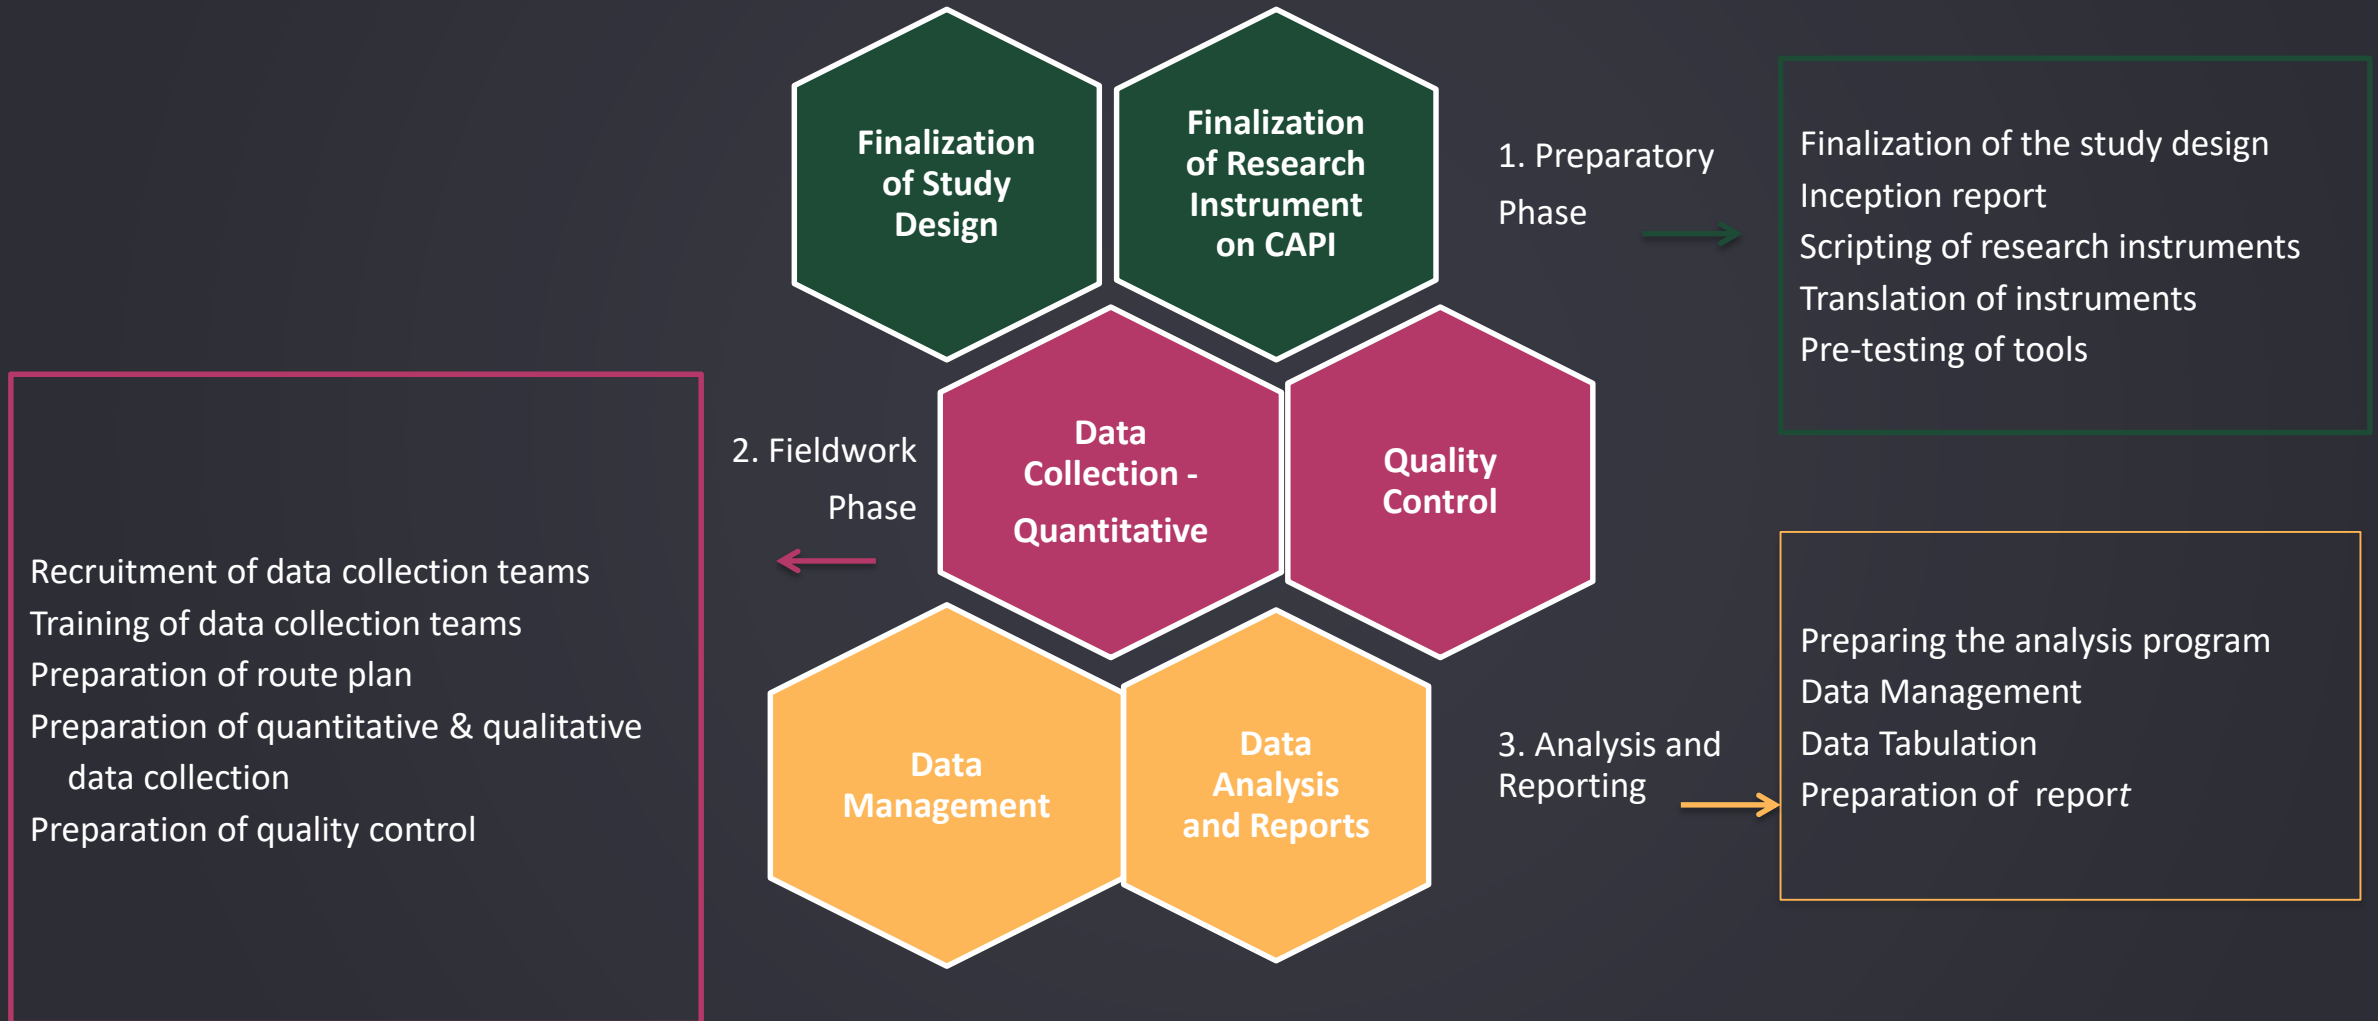 Finalization
of Study
Design
Finalization
of Research
Instrument
on CAPI
1. Preparatory
Phase
Finalization of the study design
Inception report
Scripting of research instruments
Translation of instruments
Pre-testing of tools
2. Fieldwork
Phase
Data
Collection -
Quantitative
Quality
Control
Recruitment of data collection teams
Training of data collection teams
Preparation of route plan
Preparation of quantitative & qualitative
data collection
Preparation of quality control
Data
Management
Data
Analysis
and Reports
3. Analysis and
Reporting
Preparing the analysis program
Data Management
Data Tabulation
Preparation of  report